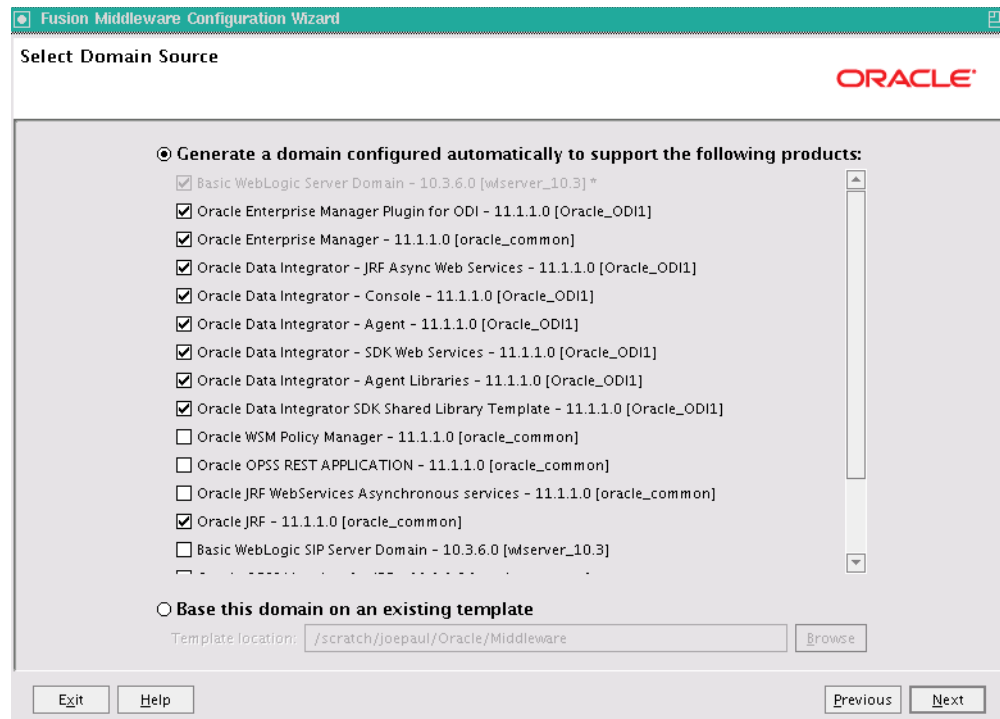 Fusion Middleware Configuration Wizard
Select Domain Source
ORACLE
Generate a domain configured automatically to support the following products:
Basic WebLogic Server Domain - 10.3.6.0 [wlserver_10.3] *
Oracle Enterprise Manager Plugin for ODI - 11.1.1.0 [Oracle_ODI1]
Oracle Enterprise Manager - 11.1.1.0 [oracle_common]
Oracle Data Integrator - JRF Async Web Services - 11.1.1.0 [Oracle_ODI1]
Oracle Data Integrator - Console - 11.1.1.0 [Oracle_ODI1]
Oracle Data Integrator - Agent - 11.1.1.0 [Oracle_ODI1]
Oracle Data Integrator - SDK Web Services - 11.1.1.0 [Oracle_ODI1]
Oracle Data Integrator - Agent Libraries - 11.1.1.0 [Oracle_ODI1]
Oracle Data Integrator SDK Shared Library Template - 11.1.1.0 [Oracle_ODI1]
Oracle WSM Policy Manager - 11.1.1.0 [oracle_common]
Oracle OPSS REST APPLICATION - 11.1.1.0 [oracle_common]
Oracle JRF WebServices Asynchronous services - 11.1.1.0 [oracle_common]
Oracle JRF - 11.1.1.0 [oracle_common]
Basic WebLogic SIP Server Domain - 10.3.6.0 [wlserver_10.3]
Base this domain on an existing template
Template location: /scratch/joepaul/Oracle/Middleware Browse
Exit Help Previous Next